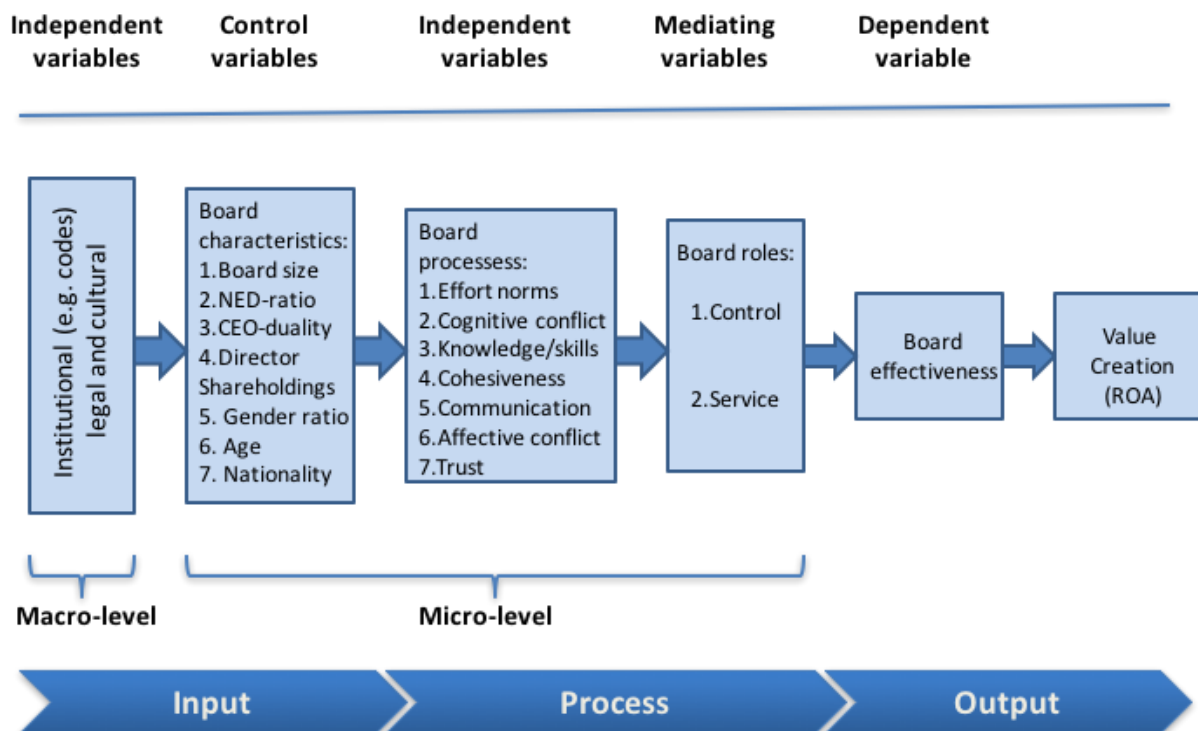 Independent
variables
Control
variables
Independent
variables
Mediating
variables
Dependent
variable
Institutional (e.g. codes)
legal and cultural
Board
characteristics:
1.Board size
2.NED-ratio
3.CEO-duality
4.Director
Shareholdings
5. Gender ratio
6. Age
7. Nationality
Board
processess:
1.Effort norms
2.Cognitive conflict
3.Knowledge/skills
4.Cohesiveness
5.Communication
6.Affective conflict
7.Trust
Board roles:
1.Control
2.Service
Board
effectiveness
Value
Creation
(ROA)
Macro-level
Micro-level
Input
Process
Output